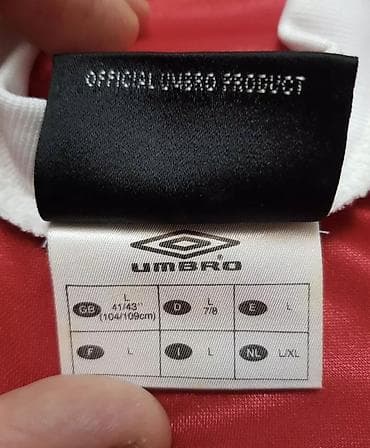 OFFICIAL UMBRO PRODUCT
UMBRO
GB L 41/43" (104/109cm)
D L 7/8
E L
F L
I L
NL L/XL